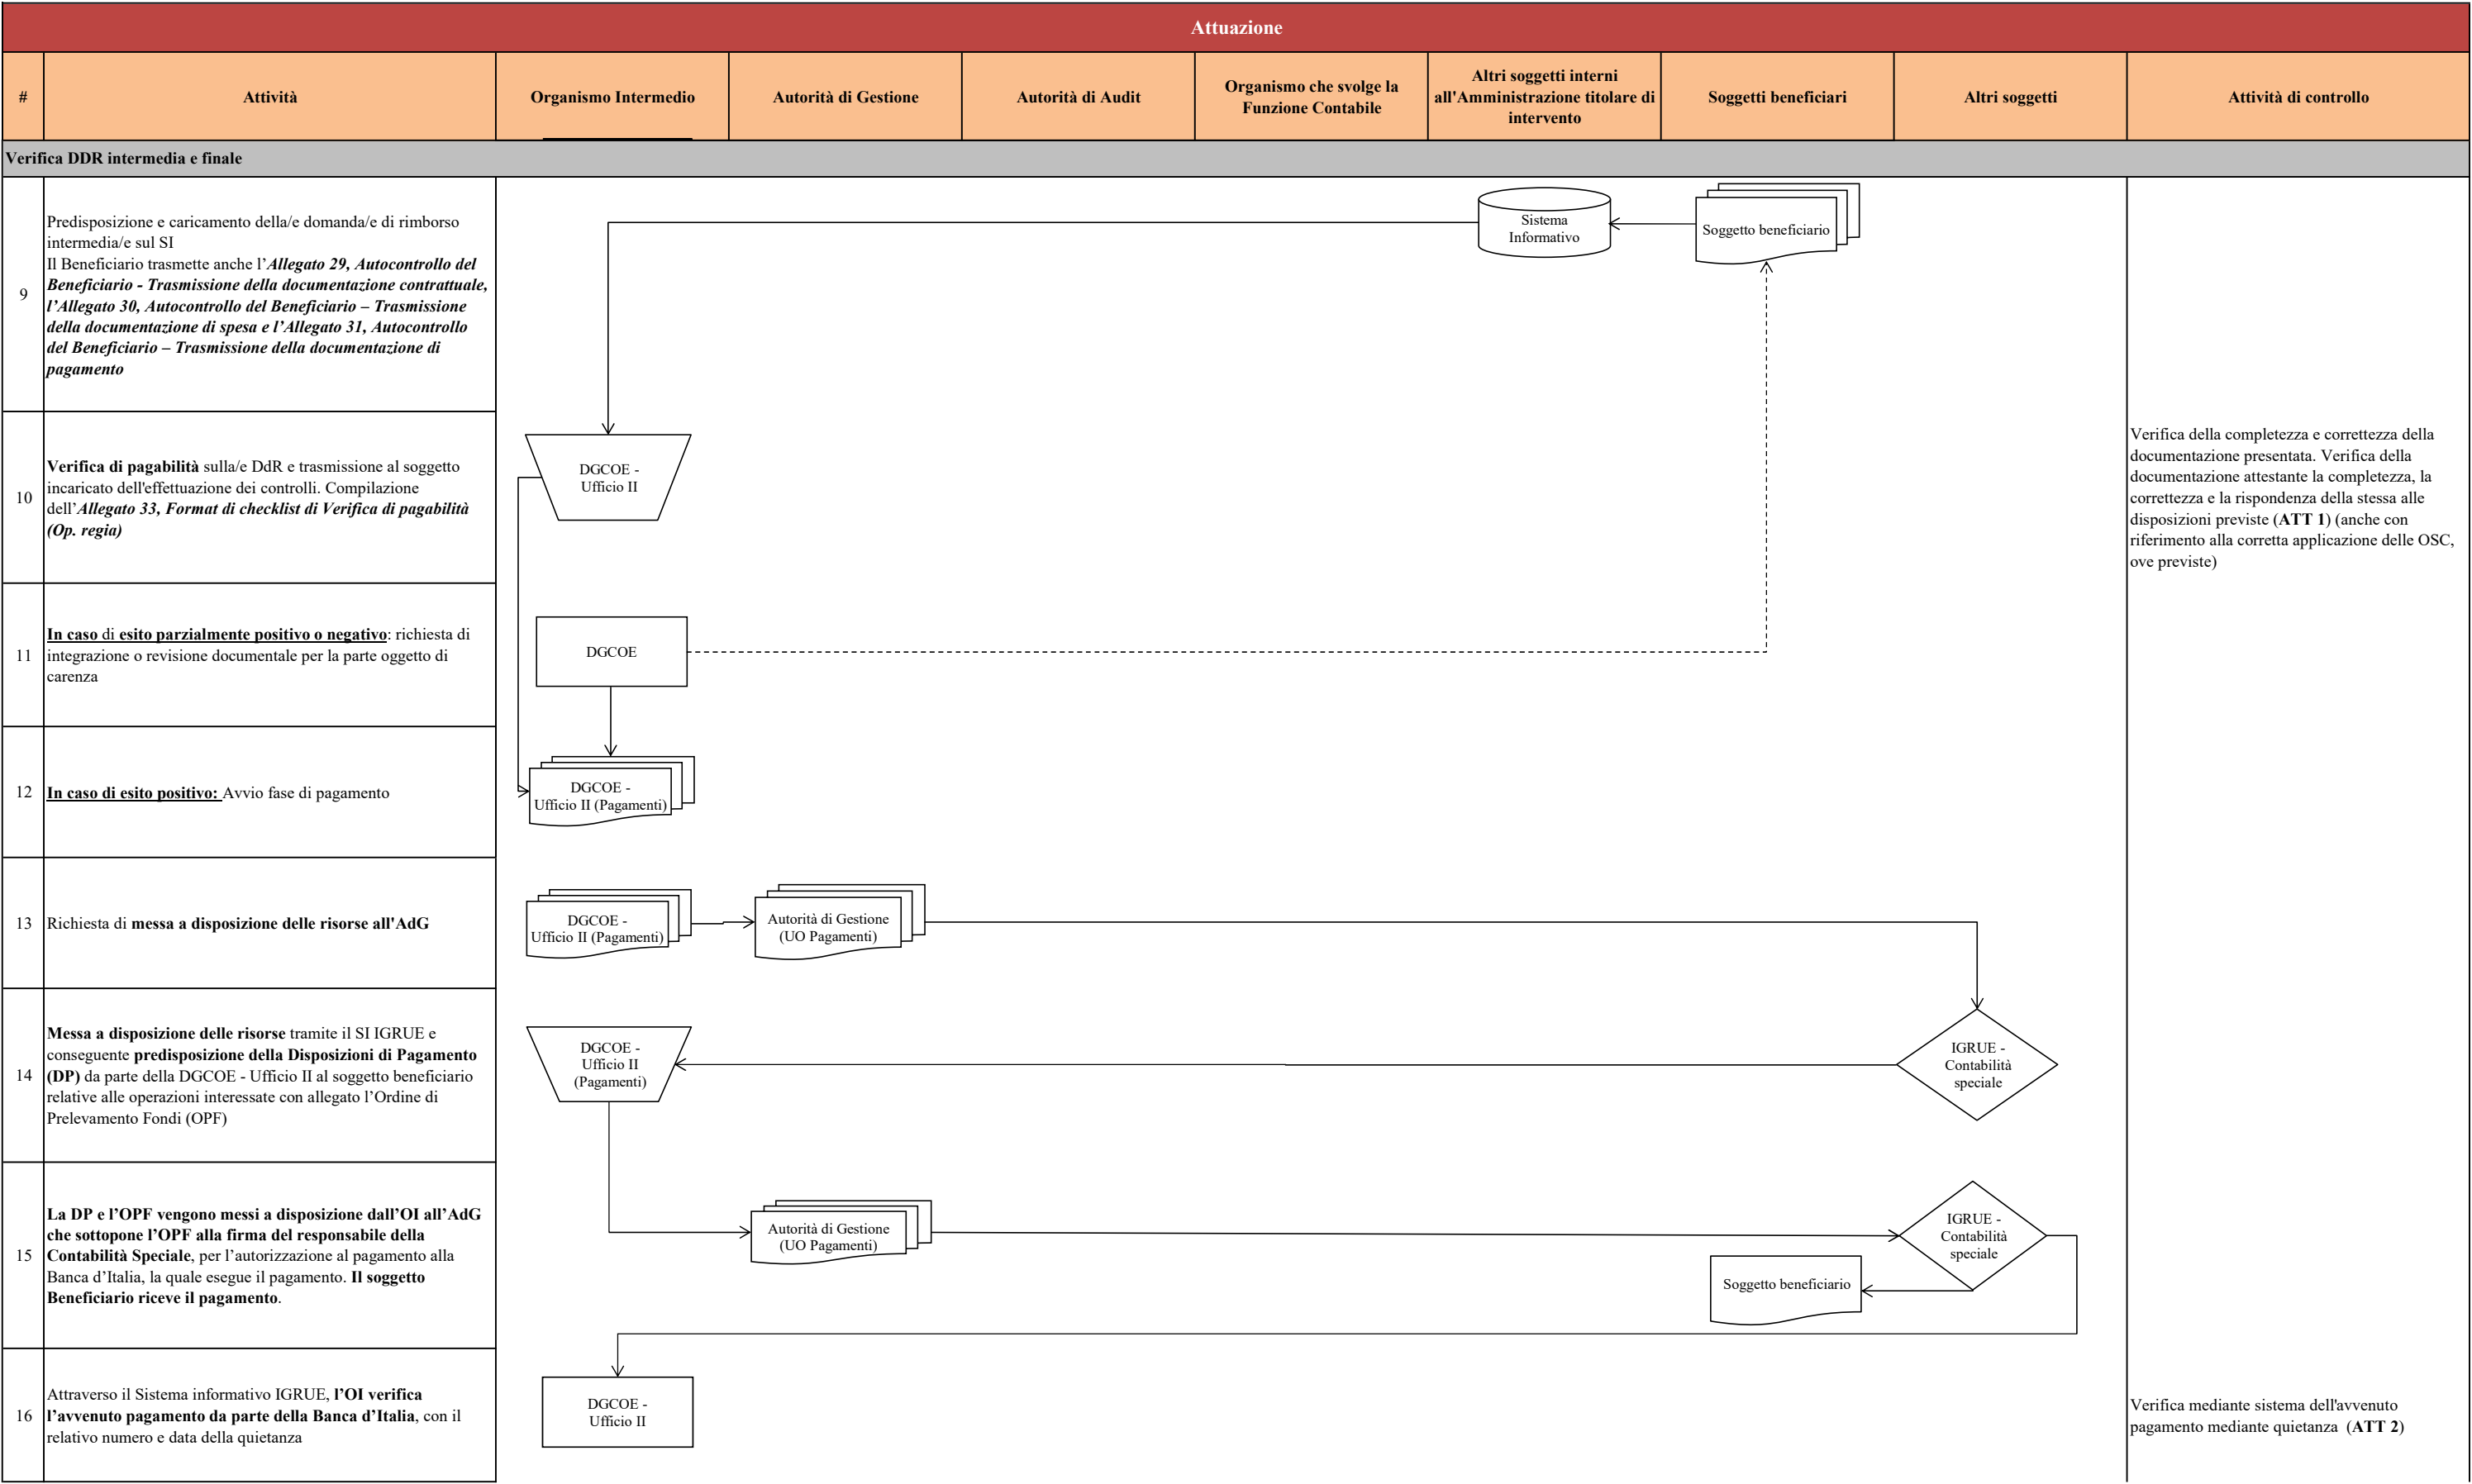 Attuazione
#
Attività
Organismo Intermedio
Autorità di Gestione
Autorità di Audit
Organismo che svolge la
Funzione Contabile
Altri soggetti interni
all'Amministrazione titolare di
intervento
Soggetti beneficiari
Altri soggetti
Attività di controllo
Verifica DDR intermedia e finale
9
Predisposizione e caricamento della/e domanda/e di rimborso
intermedia/e sul SI
Il Beneficiario trasmette anche l’Allegato 29, Autocontrollo del
Beneficiario - Trasmissione della documentazione contrattuale,
l’Allegato 30, Autocontrollo del Beneficiario – Trasmissione
della documentazione di spesa e l’Allegato 31, Autocontrollo
del Beneficiario – Trasmissione della documentazione di
pagamento
Sistema
Informativo
Soggetto beneficiario
10
Verifica di pagabilità sulla/e DdR e trasmissione al soggetto
incaricato dell'effettuazione dei controlli. Compilazione
dell’Allegato 33, Format di checklist di Verifica di pagabilità
(Op. regia)
DGCOE -
Ufficio II
Verifica della completezza e correttezza della
documentazione presentata. Verifica della
documentazione attestante la completezza, la
correttezza e la rispondenza della stessa alle
disposizioni previste (ATT 1) (anche con
riferimento alla corretta applicazione delle OSC,
ove previste)
11
In caso di esito parzialmente positivo o negativo: richiesta di
integrazione o revisione documentale per la parte oggetto di
carenza
DGCOE
12
In caso di esito positivo: Avvio fase di pagamento
DGCOE -
Ufficio II (Pagamenti)
13
Richiesta di messa a disposizione delle risorse all'AdG
DGCOE -
Ufficio II (Pagamenti)
Autorità di Gestione
(UO Pagamenti)
14
Messa a disposizione delle risorse tramite il SI IGRUE e
conseguente predisposizione della Disposizioni di Pagamento
(DP) da parte della DGCOE - Ufficio II al soggetto beneficiario
relative alle operazioni interessate con allegato l’Ordine di
Prelevamento Fondi (OPF)
DGCOE -
Ufficio II
(Pagamenti)
IGRUE -
Contabilità
speciale
15
La DP e l’OPF vengono messi a disposizione dall’OI all’AdG
che sottopone l’OPF alla firma del responsabile della
Contabilità Speciale, per l’autorizzazione al pagamento alla
Banca d’Italia, la quale esegue il pagamento. Il soggetto
Beneficiario riceve il pagamento.
Autorità di Gestione
(UO Pagamenti)
IGRUE -
Contabilità
speciale
Soggetto beneficiario
16
Attraverso il Sistema informativo IGRUE, l’OI verifica
l’avvenuto pagamento da parte della Banca d’Italia, con il
relativo numero e data della quietanza
DGCOE -
Ufficio II
Verifica mediante sistema dell'avvenuto
pagamento mediante quietanza  (ATT 2)